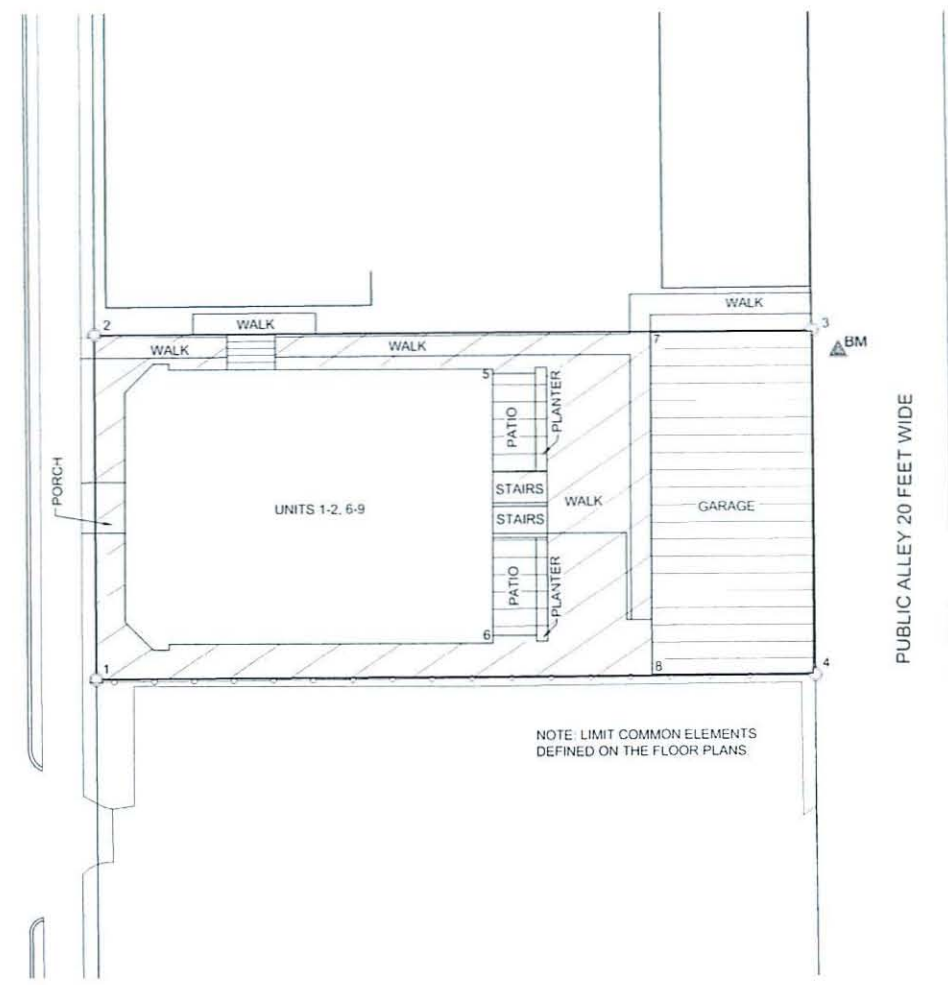 WALK
2
WALK
3
WALK
WALK
7
BM
5
PATIO
PLANTER
PORCH
STAIRS
UNITS 1-2, 6-9
WALK
GARAGE
STAIRS
PUBLIC ALLEY 20 FEET WIDE
PATIO
PLANTER
6
1
8
4
NOTE: LIMIT COMMON ELEMENTS
DEFINED ON THE FLOOR PLANS